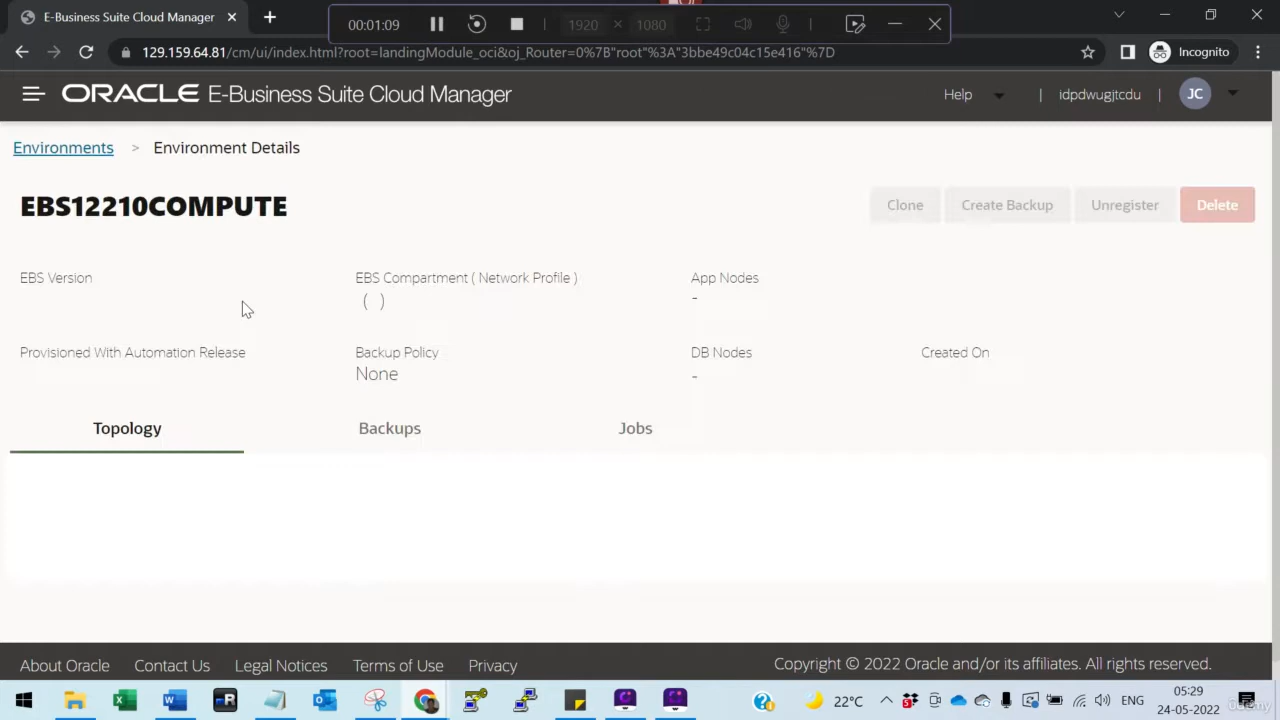 E-Business Suite Cloud Manager
00:01:09
1920 × 1080
129.159.64.81/cm/ui/index.html?root=landingModule_oci&oj_Router=0%7B"root"%3A"3bbe49c04c15e416"%7D
Incognito
ORACLE E-Business Suite Cloud Manager
Help | idpdwugjtcdu | JC
Environments > Environment Details
EBS12210COMPUTE
Clone Create Backup Unregister Delete
EBS Version EBS Compartment ( Network Profile ) App Nodes
( ) -
Provisioned With Automation Release Backup Policy DB Nodes Created On
None -
Topology Backups Jobs
About Oracle Contact Us Legal Notices Terms of Use Privacy Copyright © 2022 Oracle and/or its affiliates. All rights reserved.
22°C ENG 05:29
24-05-2022
udemy